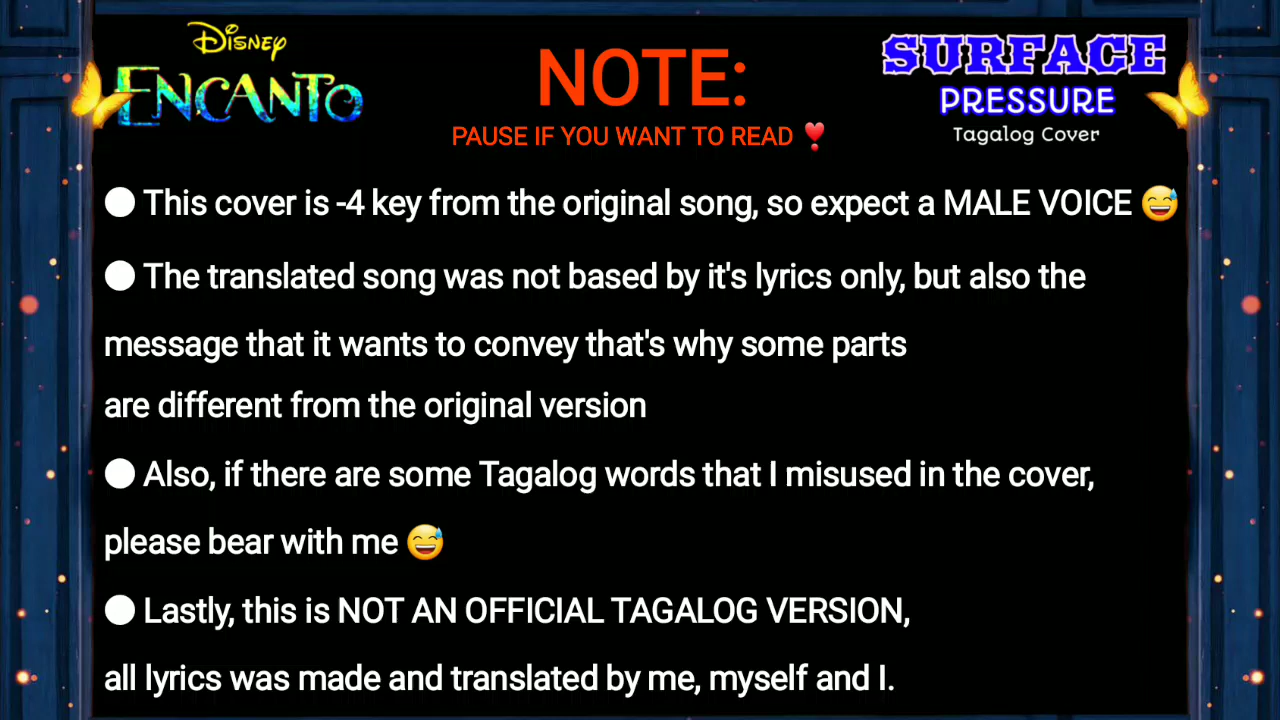 Disney
ENCANTO
NOTE:
PAUSE IF YOU WANT TO READ ❣️
SURFACE
PRESSURE
Tagalog Cover
● This cover is -4 key from the original song, so expect a MALE VOICE 😅
● The translated song was not based by it's lyrics only, but also the
message that it wants to convey that's why some parts
are different from the original version
● Also, if there are some Tagalog words that I misused in the cover,
please bear with me 😅
● Lastly, this is NOT AN OFFICIAL TAGALOG VERSION,
all lyrics was made and translated by me, myself and I.